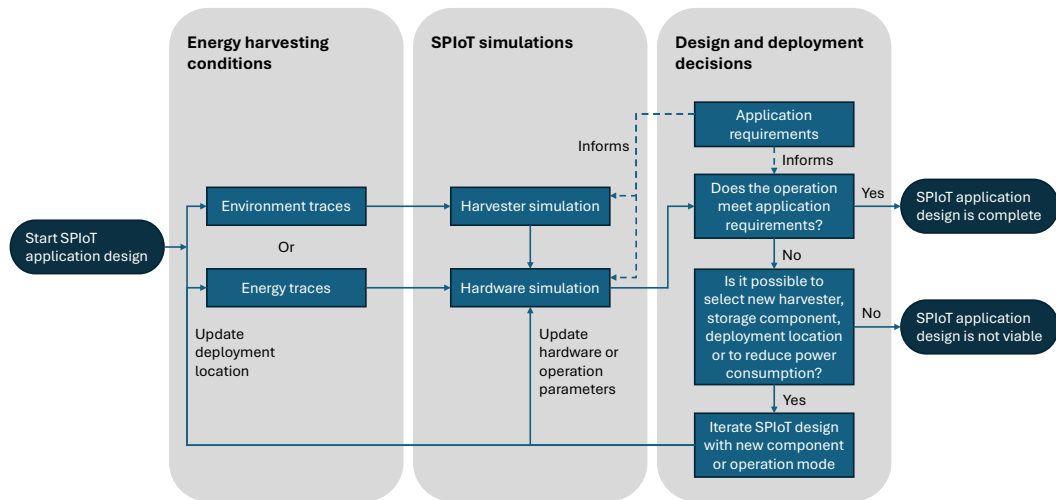 Energy harvesting
conditions
SPIoT simulations
Design and deployment
decisions
Application
requirements
Informs
Informs
Environment traces
Harvester simulation
Does the operation
meet application
requirements?
Yes
SPIoT application
design is complete
Start SPIoT
application design
Or
No
Energy traces
Hardware simulation
Is it possible to
select new harvester,
storage component,
deployment location
or to reduce power
consumption?
No
SPIoT application
design is not viable
Update
deployment
location
Update
hardware or
operation
parameters
Yes
Iterate SPIoT design
with new component
or operation mode